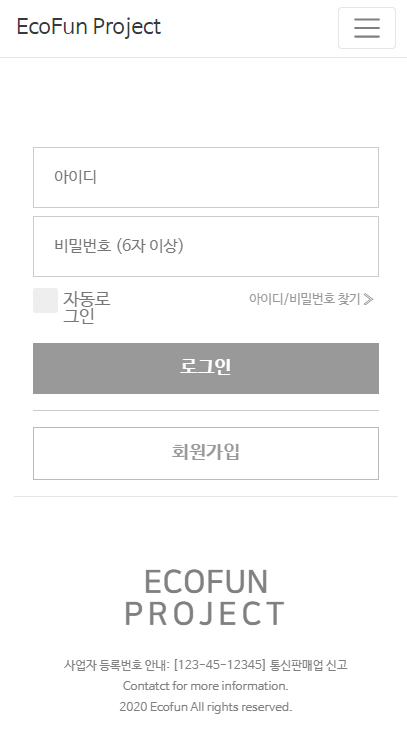 EcoFun Project
아이디
비밀번호 (6자 이상)
자동로
그인
아이디/비밀번호 찾기 ≫
로그인
회원가입
ECOFUN
PROJECT
사업자 등록번호 안내: [123-45-12345] 통신판매업 신고
Contatct for more information.
2020 Ecofun All rights reserved.